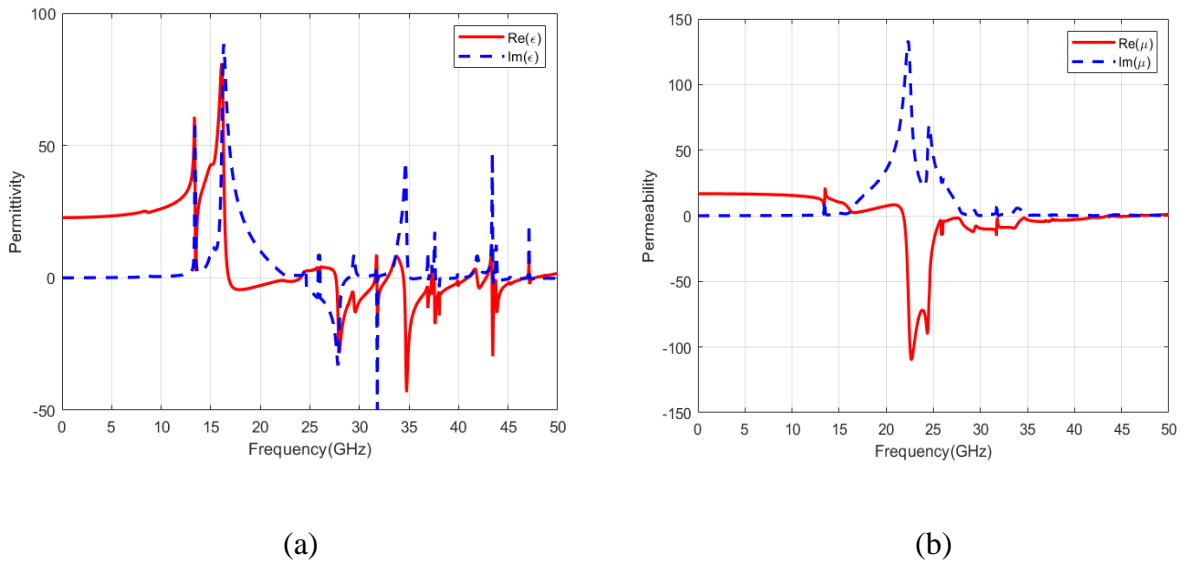 100
50
0
-50
Permittivity
0 5 10 15 20 25 30 35 40 45 50
Frequency(GHz)
Re(ϵ)
Im(ϵ)
150
100
50
0
-50
-100
-150
Permeability
0 5 10 15 20 25 30 35 40 45 50
Frequency(GHz)
Re(μ)
Im(μ)
(a)
(b)